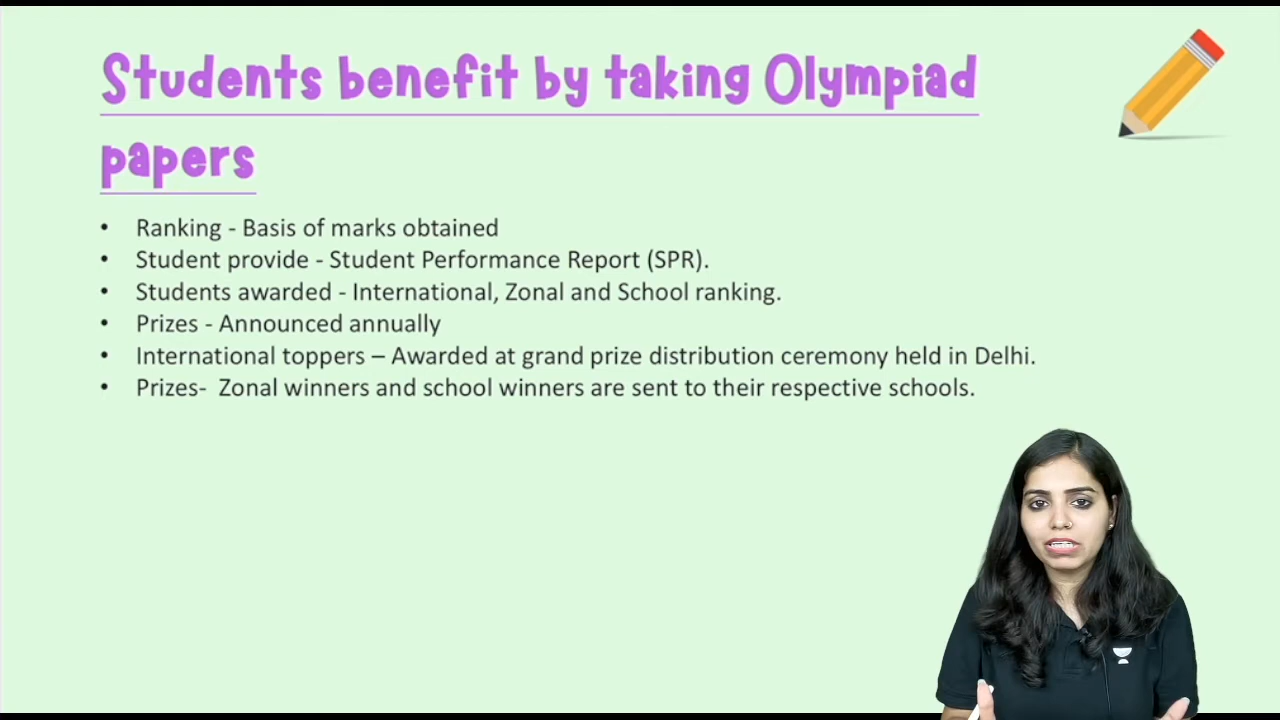 Students benefit by taking Olympiad
papers
• Ranking - Basis of marks obtained
• Student provide - Student Performance Report (SPR).
• Students awarded - International, Zonal and School ranking.
• Prizes - Announced annually
• International toppers – Awarded at grand prize distribution ceremony held in Delhi.
• Prizes-  Zonal winners and school winners are sent to their respective schools.